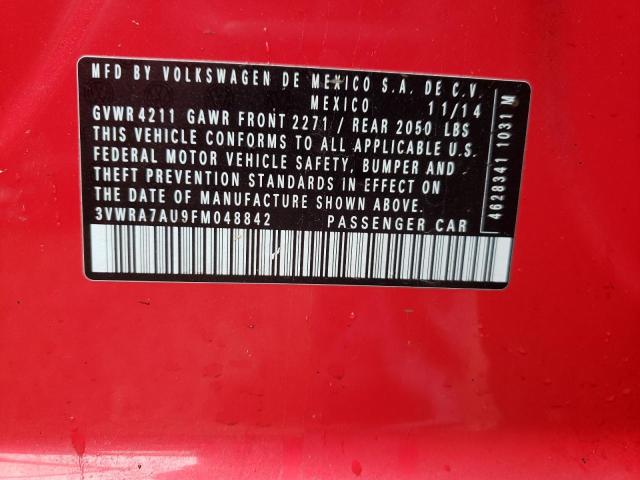 MFD BY VOLKSWAGEN DE MEXICO S.A. DE C.V.
MEXICO 11/14
GVWR 4211 GAWR FRONT 2271 / REAR 2050 LBS
THIS VEHICLE CONFORMS TO ALL APPLICABLE U.S.
FEDERAL MOTOR VEHICLE SAFETY, BUMPER AND
THEFT PREVENTION STANDARDS IN EFFECT ON
THE DATE OF MANUFACTURE SHOWN ABOVE.
3VWRA7AU9FM048842 PASSENGER CAR
4628341 1031 M